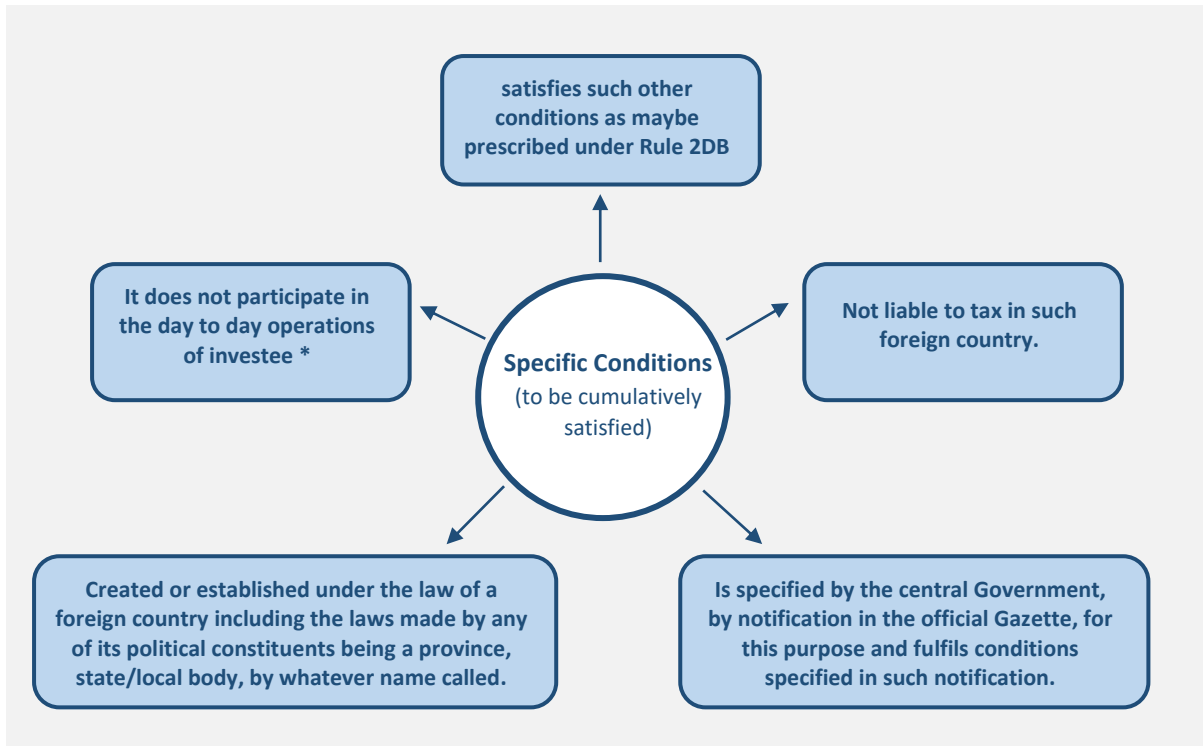 satisfies such other
conditions as maybe
prescribed under Rule 2DB
It does not participate in
the day to day operations
of investee *
Not liable to tax in such
foreign country.
Specific Conditions
(to be cumulatively
satisfied)
Created or established under the law of a
foreign country including the laws made by any
of its political constituents being a province,
state/local body, by whatever name called.
Is specified by the central Government,
by notification in the official Gazette, for
this purpose and fulfils conditions
specified in such notification.